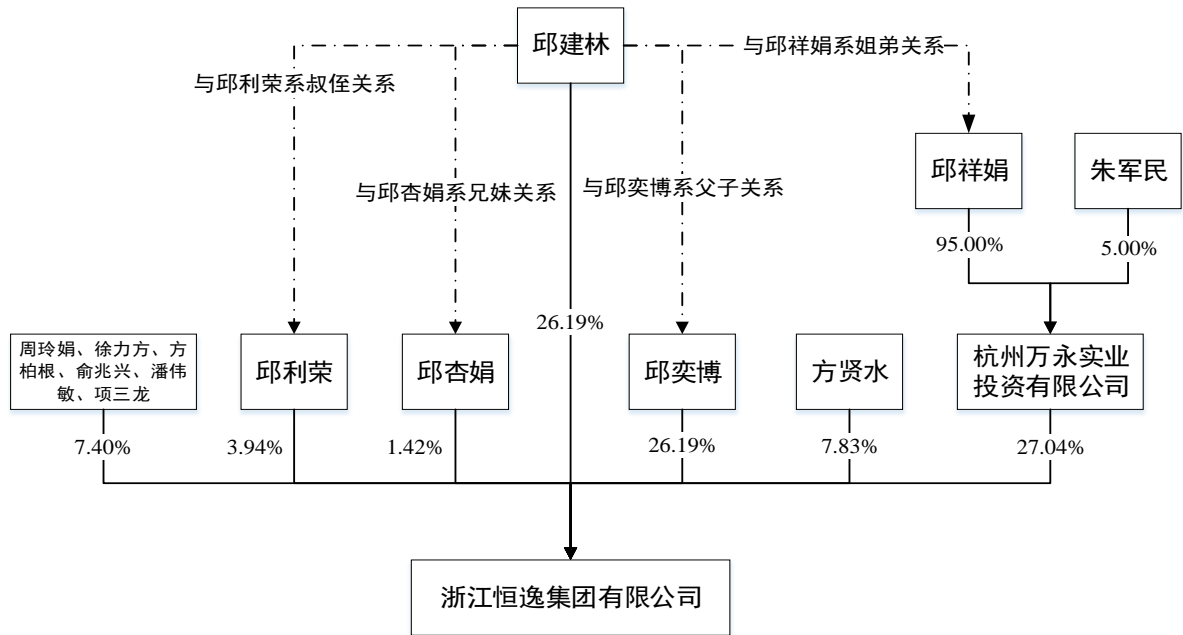 邱建林
与邱祥娟系姐弟关系
与邱利荣系叔侄关系
邱祥娟
朱军民
与邱杏娟系兄妹关系
与邱奕博系父子关系
95.00%
5.00%
26.19%
周玲娟、徐力方、方
柏根、俞兆兴、潘伟
敏、项三龙
邱利荣
邱杏娟
邱奕博
方贤水
杭州万永实业
投资有限公司
7.40%
3.94%
1.42%
26.19%
7.83%
27.04%
浙江恒逸集团有限公司